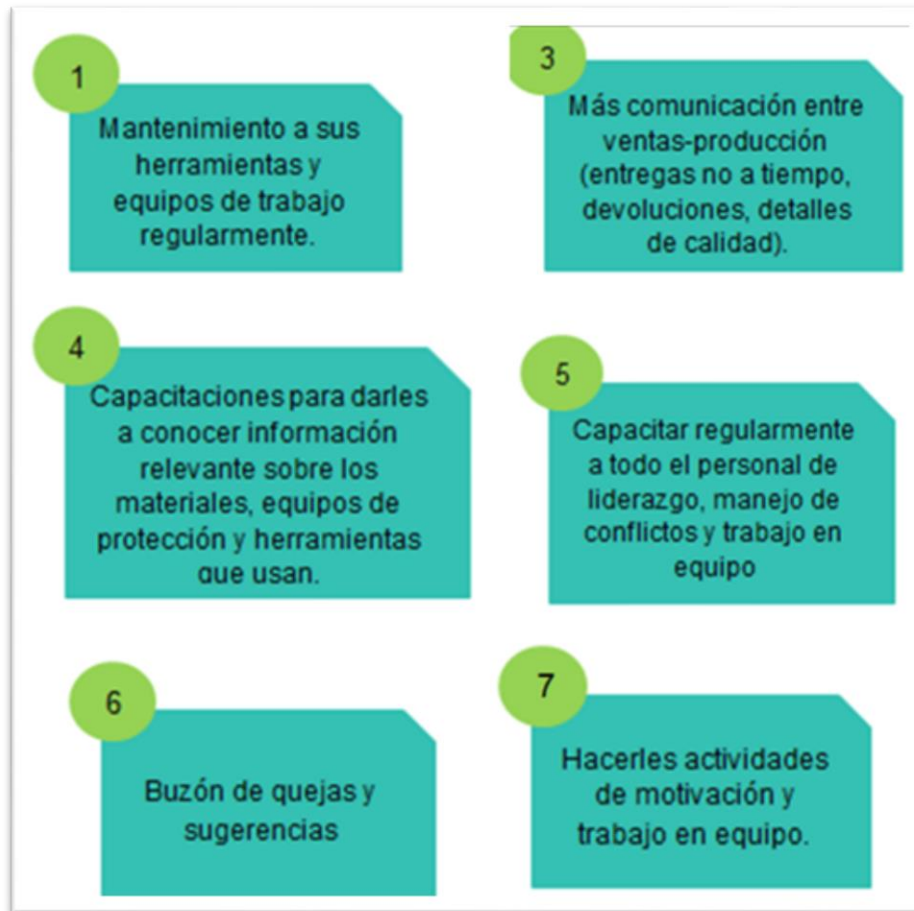 1
Mantenimiento a sus
herramientas y
equipos de trabajo
regularmente.
3
Más comunicación entre
ventas-producción
(entregas no a tiempo,
devoluciones, detalles
de calidad).
4
Capacitaciones para darles
a conocer información
relevante sobre los
materiales, equipos de
protección y herramientas
que usan.
5
Capacitar regularmente
a todo el personal de
liderazgo, manejo de
conflictos y trabajo en
equipo
6
Buzón de quejas y
sugerencias
7
Hacerles actividades
de motivación y
trabajo en equipo.